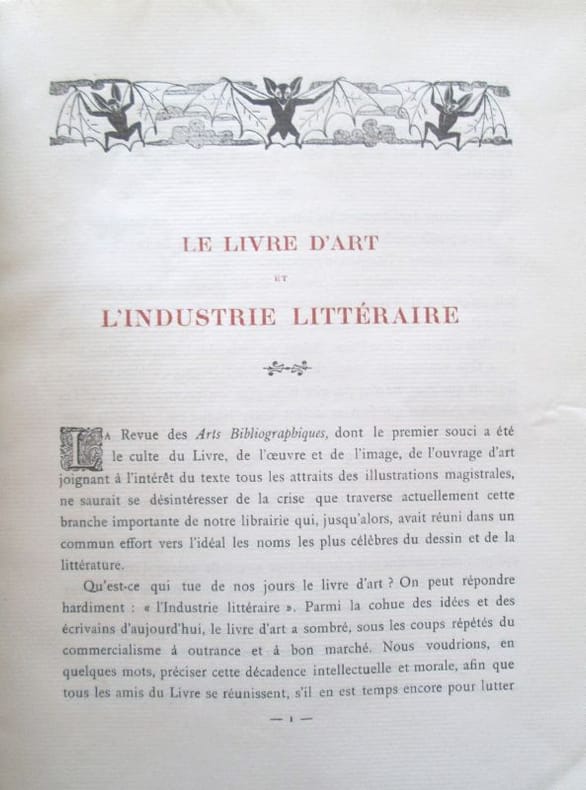 LE LIVRE D'ART
ET
L'INDUSTRIE LITTÉRAIRE
LA Revue des Arts Bibliographiques, dont le premier souci a été
le culte du Livre, de l'œuvre et de l'image, de l'ouvrage d'art
joignant à l'intérêt du texte tous les attraits des illustrations magistrales,
ne saurait se désintéresser de la crise que traverse actuellement cette
branche importante de notre librairie qui, jusqu'alors, avait réuni dans un
commun effort vers l'idéal les noms les plus célèbres du dessin et de la
littérature.
Qu'est-ce qui tue de nos jours le livre d'art ? On peut répondre
hardiment : « l'Industrie littéraire ». Parmi la cohue des idées et des
écrivains d'aujourd'hui, le livre d'art a sombré, sous les coups répétés du
commercialisme à outrance et à bon marché. Nous voudrions, en
quelques mots, préciser cette décadence intellectuelle et morale, afin que
tous les amis du Livre se réunissent, s'il en est temps encore pour lutter
— 1 —